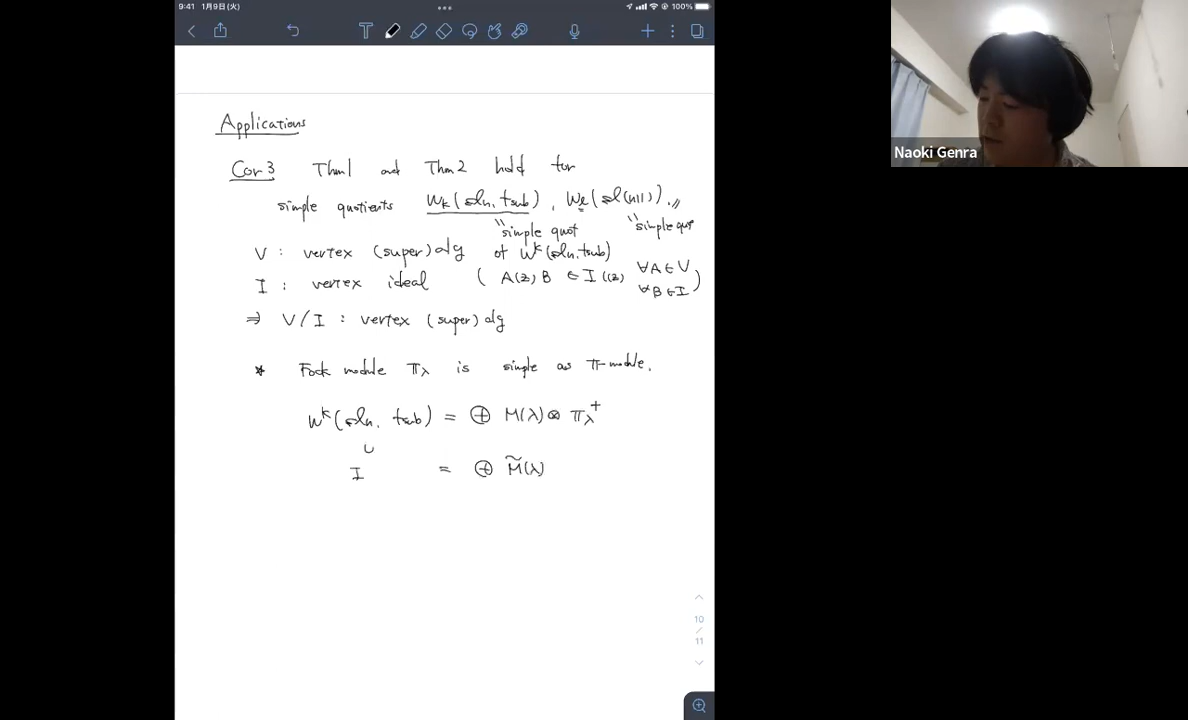 9:41 1月9日(火)
100%
Applications
Cor 3 Thm1 and Thm2 hold for
simple quotients W_k(sl_n, f_sub), W_ℓ(sl(n|1)).
"simple quot "simple quot
V : vertex (super) alg of W^k(sl_n, f_sub)
I : vertex ideal ( A(z)B ∈ I((z)) ∀A∈V ∀B∈I )
⇒ V/I : vertex (super) alg
* Fock module π_λ is simple as π-module.
W^k(sl_n, f_sub) = ⊕ M(λ) ⊗ π_λ^+
∪
I = ⊕ M̃(λ)
10
/
11
Naoki Genra